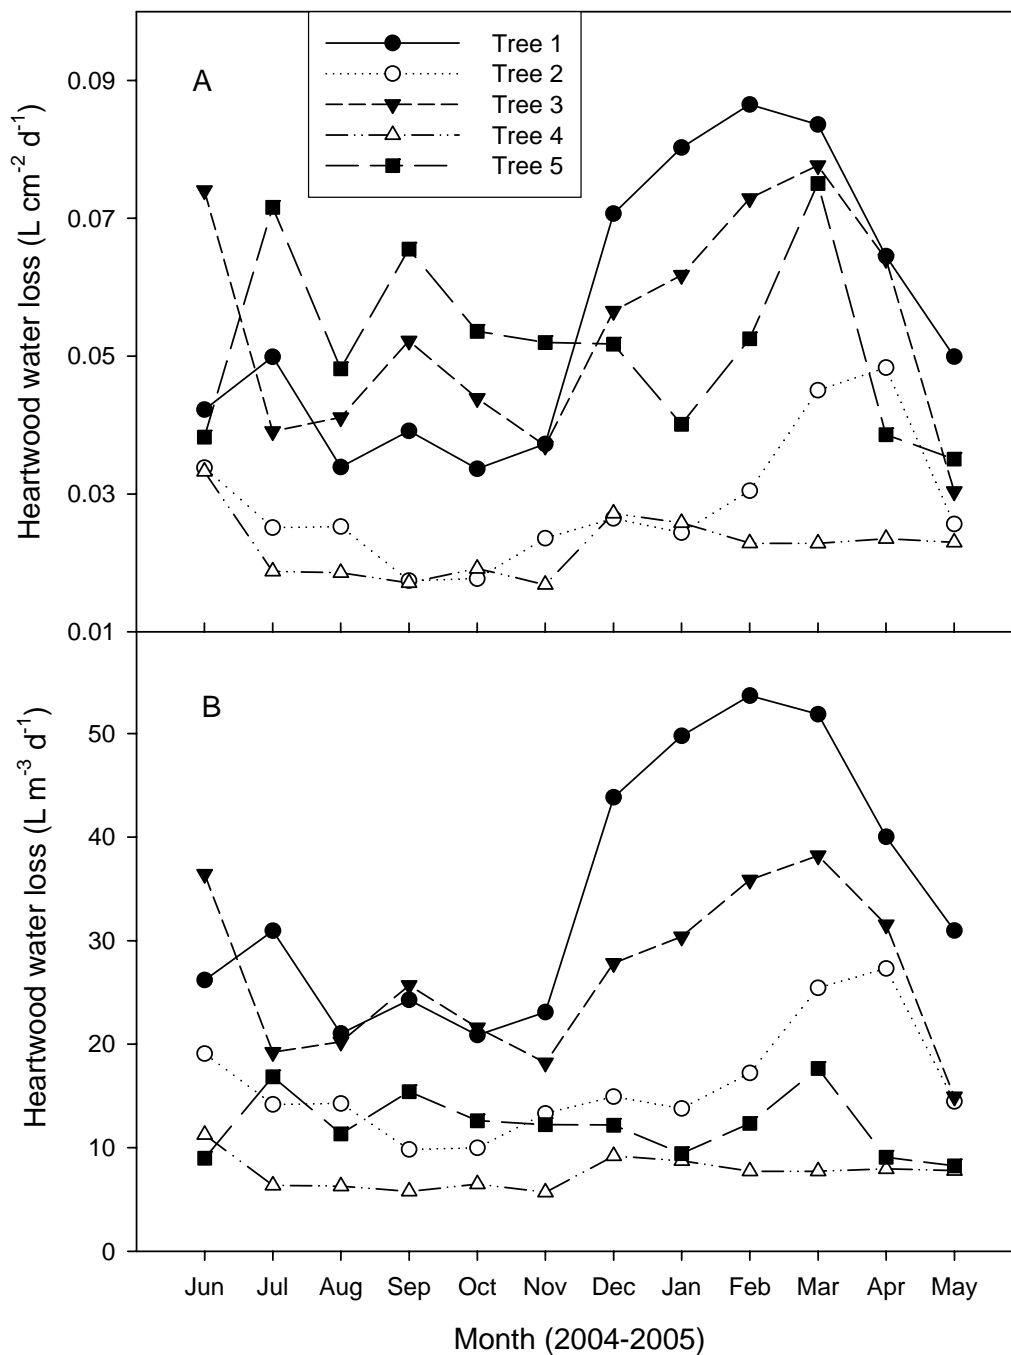 Tree 1
Tree 2
Tree 3
Tree 4
Tree 5
A
0.09
0.07
0.05
0.03
0.01
Heartwood water loss (L cm⁻² d⁻¹)
B
50
40
30
20
10
0
Heartwood water loss (L m⁻³ d⁻¹)
Jun Jul Aug Sep Oct Nov Dec Jan Feb Mar Apr May
Month (2004-2005)